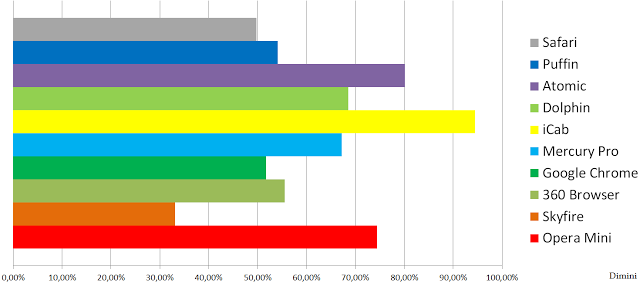 Safari
Puffin
Atomic
Dolphin
iCab
Mercury Pro
Google Chrome
360 Browser
Skyfire
Opera Mini
0,00% 10,00% 20,00% 30,00% 40,00% 50,00% 60,00% 70,00% 80,00% 90,00% 100,00%
Dimini